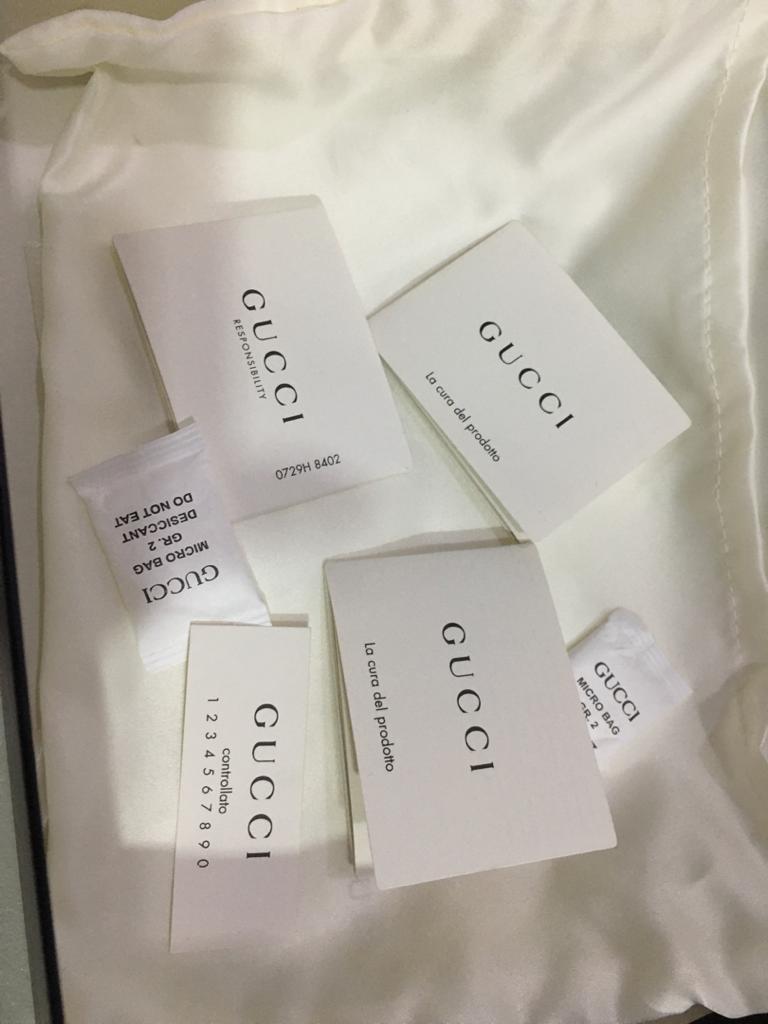 GUCCI
RESPONSIBILITY
0729H 8402
GUCCI
La cura del prodotto
GUCCI
MICRO BAG
GR. 2
DESICCANT
DO NOT EAT
GUCCI
controllato
1 2 3 4 5 6 7 8 9 0
GUCCI
La cura del prodotto
GUCCI
MICRO BAG
GR. 2